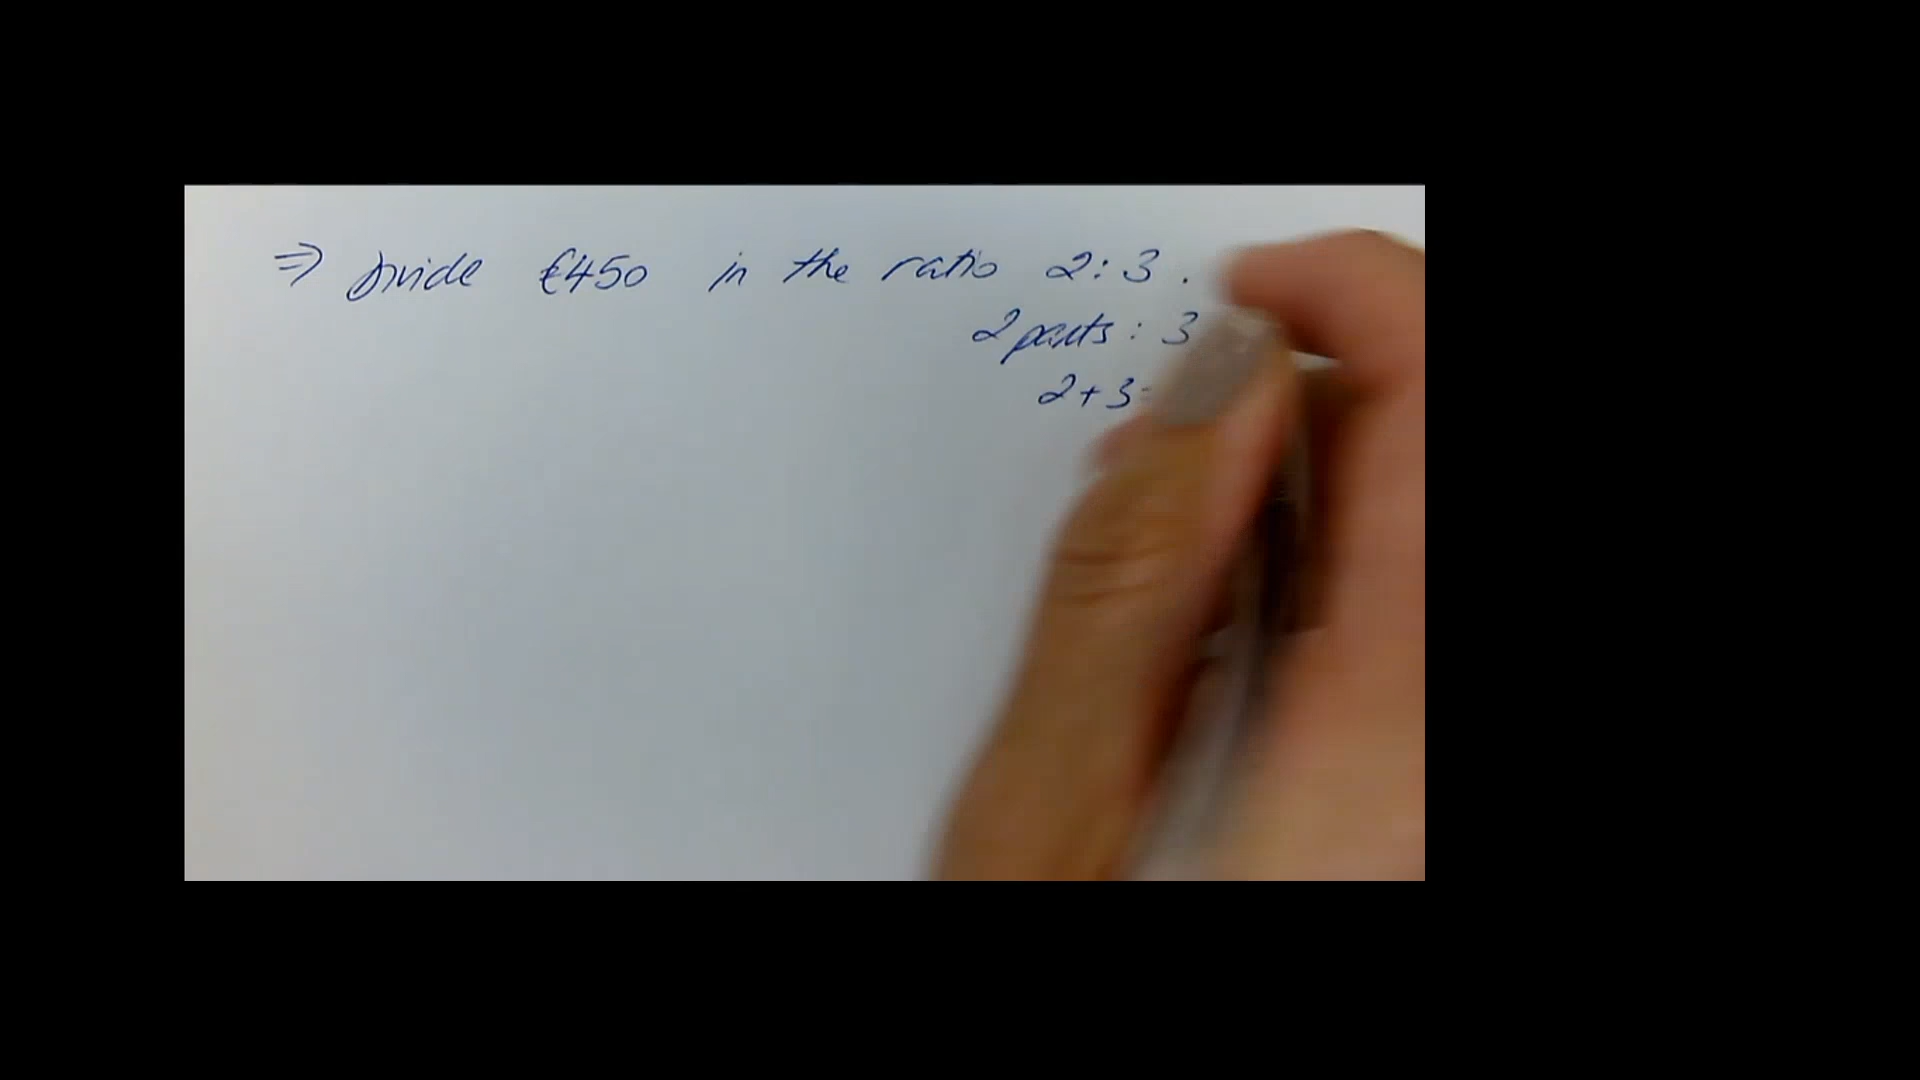 ⇒ Divide €450 in the ratio 2:3.
2 parts : 3
2+3=